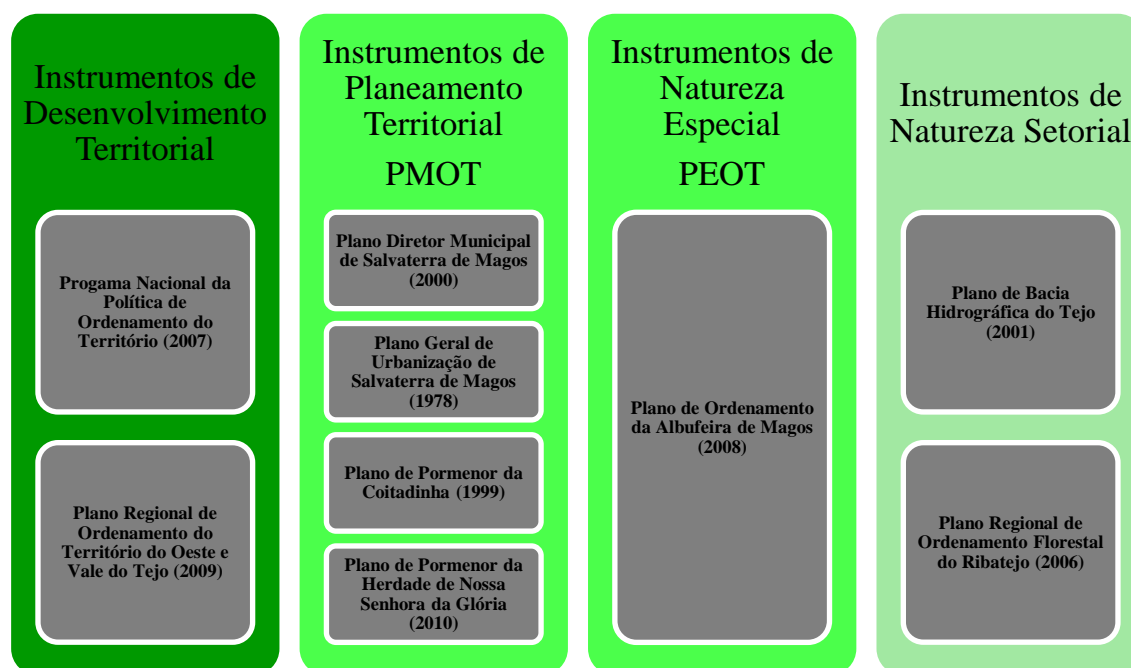 Instrumentos de
Desenvolvimento
Territorial
Progama Nacional da
Política de
Ordenamento do
Território (2007)
Plano Regional de
Ordenamento do
Território do Oeste e
Vale do Tejo (2009)
Instrumentos de
Planeamento
Territorial
PMOT
Plano Diretor Municipal
de Salvaterra de Magos
(2000)
Plano Geral de
Urbanização de
Salvaterra de Magos
(1978)
Plano de Pormenor da
Coitadinha (1999)
Plano de Pormenor da
Herdade de Nossa
Senhora da Glória
(2010)
Instrumentos de
Natureza
Especial
PEOT
Plano de Ordenamento
da Albufeira de Magos
(2008)
Instrumentos de
Natureza Setorial
Plano de Bacia
Hidrográfica do Tejo
(2001)
Plano Regional de
Ordenamento Florestal
do Ribatejo (2006)